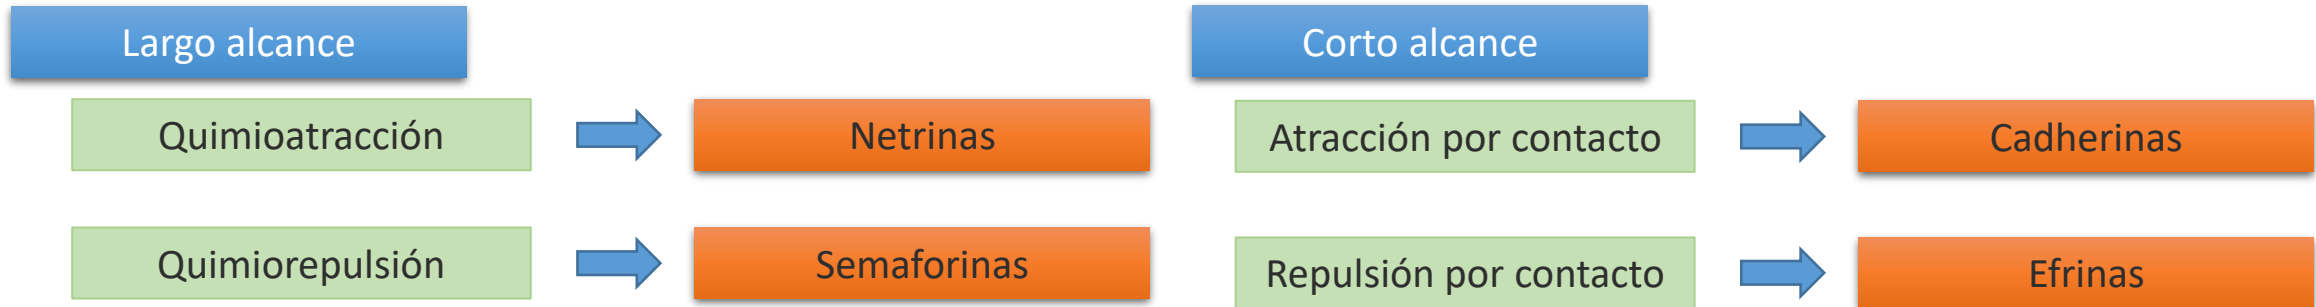 Largo alcance
Quimioatracción
Netrinas
Quimiorepulsión
Semaforinas
Corto alcance
Atracción por contacto
Cadherinas
Repulsión por contacto
Efrinas